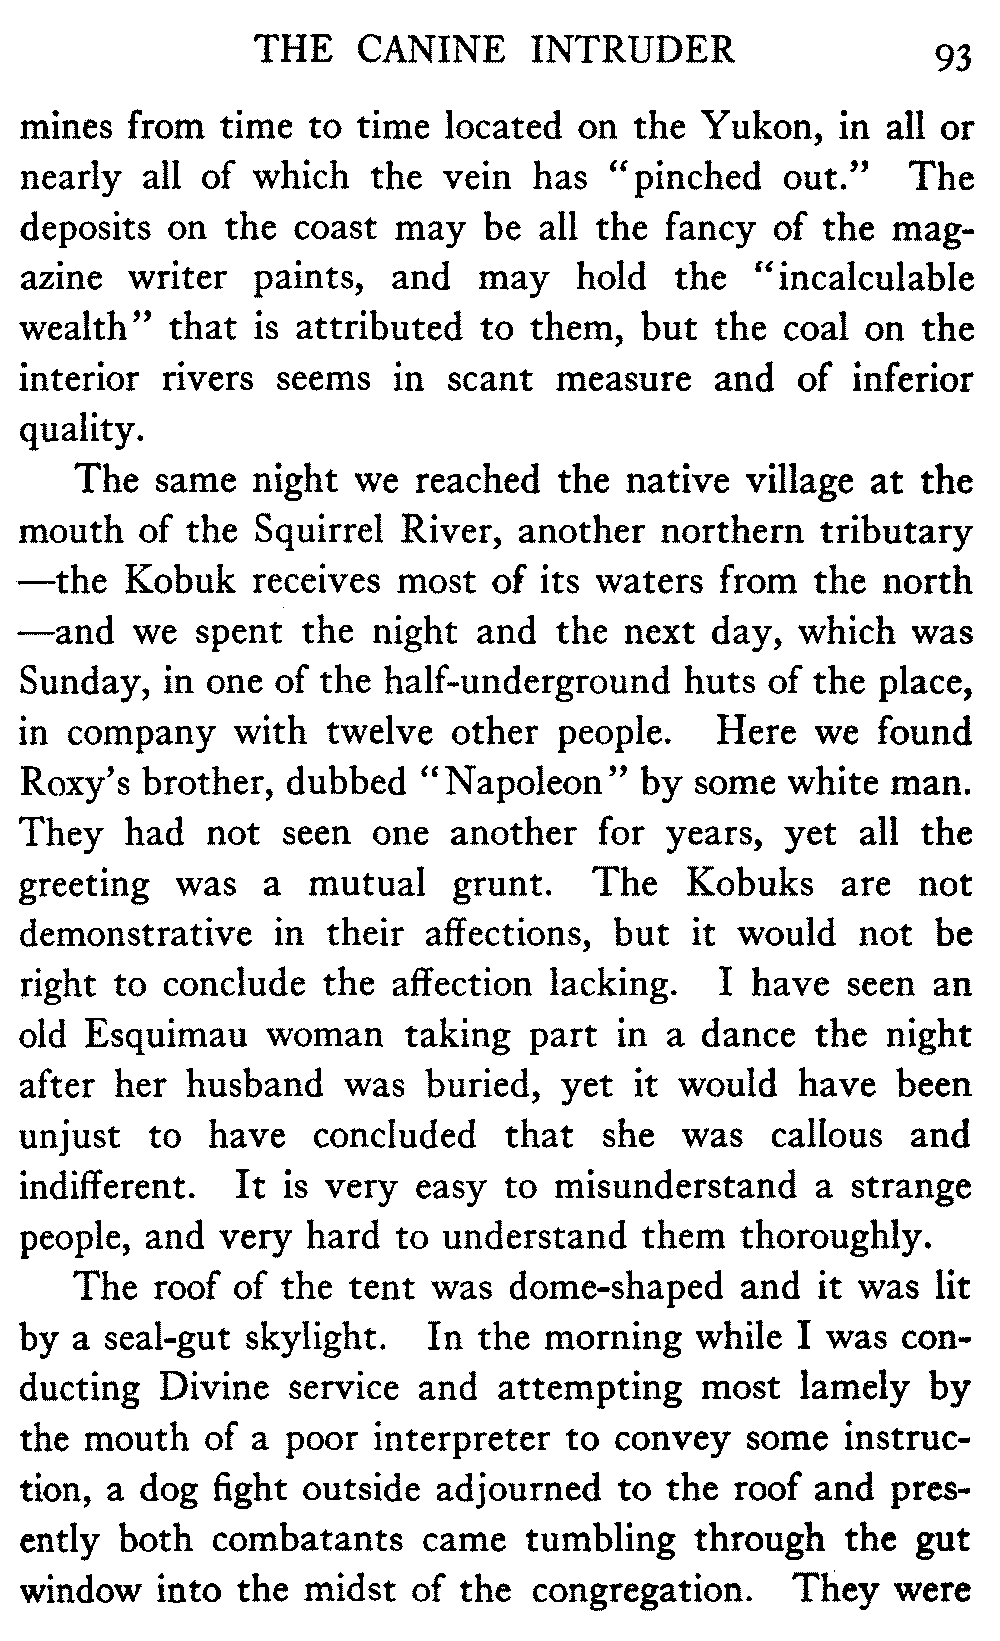 THE CANINE INTRUDER 93
mines from time to time located on the Yukon, in all or
nearly all of which the vein has “pinched out.” The
deposits on the coast may be all the fancy of the mag-
azine writer paints, and may hold the “incalculable
wealth” that is attributed to them, but the coal on the
interior rivers seems in scant measure and of inferior
quality.
The same night we reached the native village at the
mouth of the Squirrel River, another northern tributary
—the Kobuk receives most of its waters from the north
—and we spent the night and the next day, which was
Sunday, in one of the half-underground huts of the place,
in company with twelve other people. Here we found
Roxy’s brother, dubbed “Napoleon” by some white man.
They had not seen one another for years, yet all the
greeting was a mutual grunt. The Kobuks are not
demonstrative in their affections, but it would not be
right to conclude the affection lacking. I have seen an
old Esquimau woman taking part in a dance the night
after her husband was buried, yet it would have been
unjust to have concluded that she was callous and
indifferent. It is very easy to misunderstand a strange
people, and very hard to understand them thoroughly.
The roof of the tent was dome-shaped and it was lit
by a seal-gut skylight. In the morning while I was con-
ducting Divine service and attempting most lamely by
the mouth of a poor interpreter to convey some instruc-
tion, a dog fight outside adjourned to the roof and pres-
ently both combatants came tumbling through the gut
window into the midst of the congregation. They were